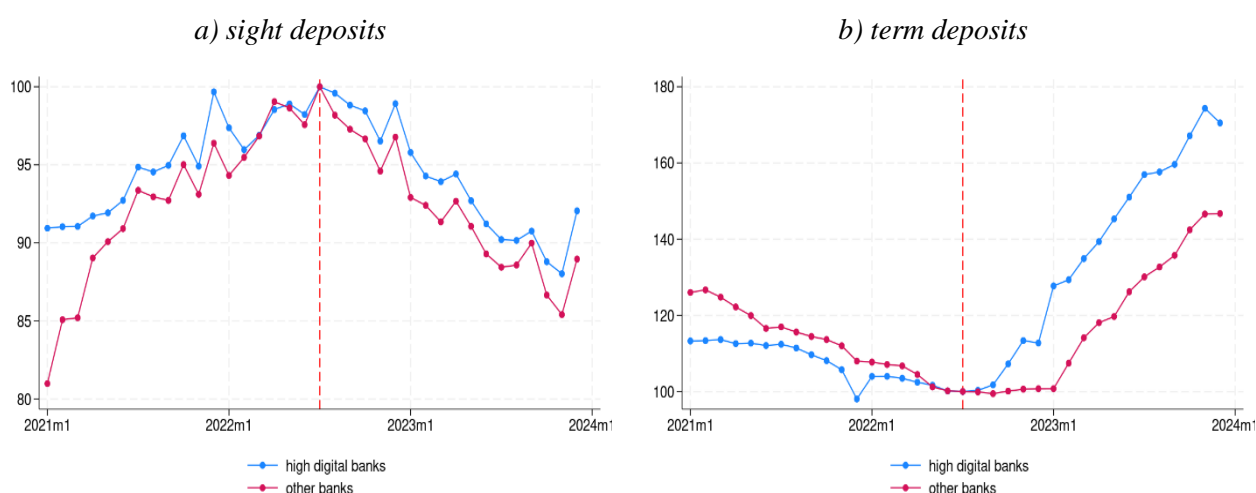 a) sight deposits
100
95
90
85
80
2021m1 2022m1 2023m1 2024m1
high digital banks
other banks
b) term deposits
180
160
140
120
100
2021m1 2022m1 2023m1 2024m1
high digital banks
other banks